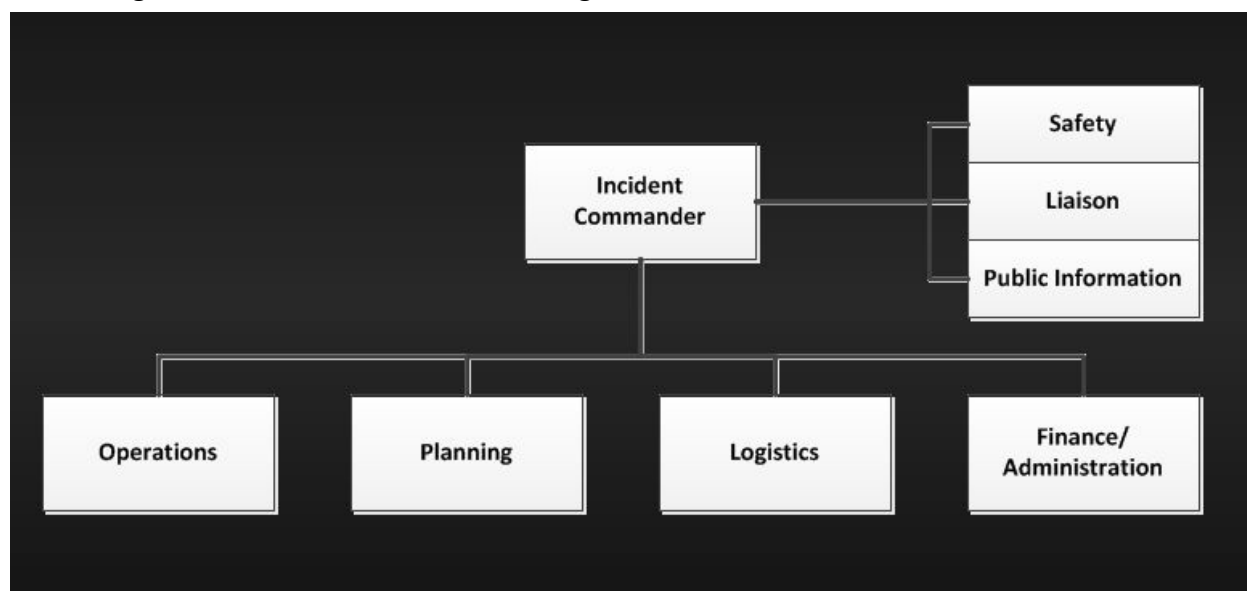 Safety
Incident
Commander
Liaison
Public Information
Operations
Planning
Logistics
Finance/
Administration